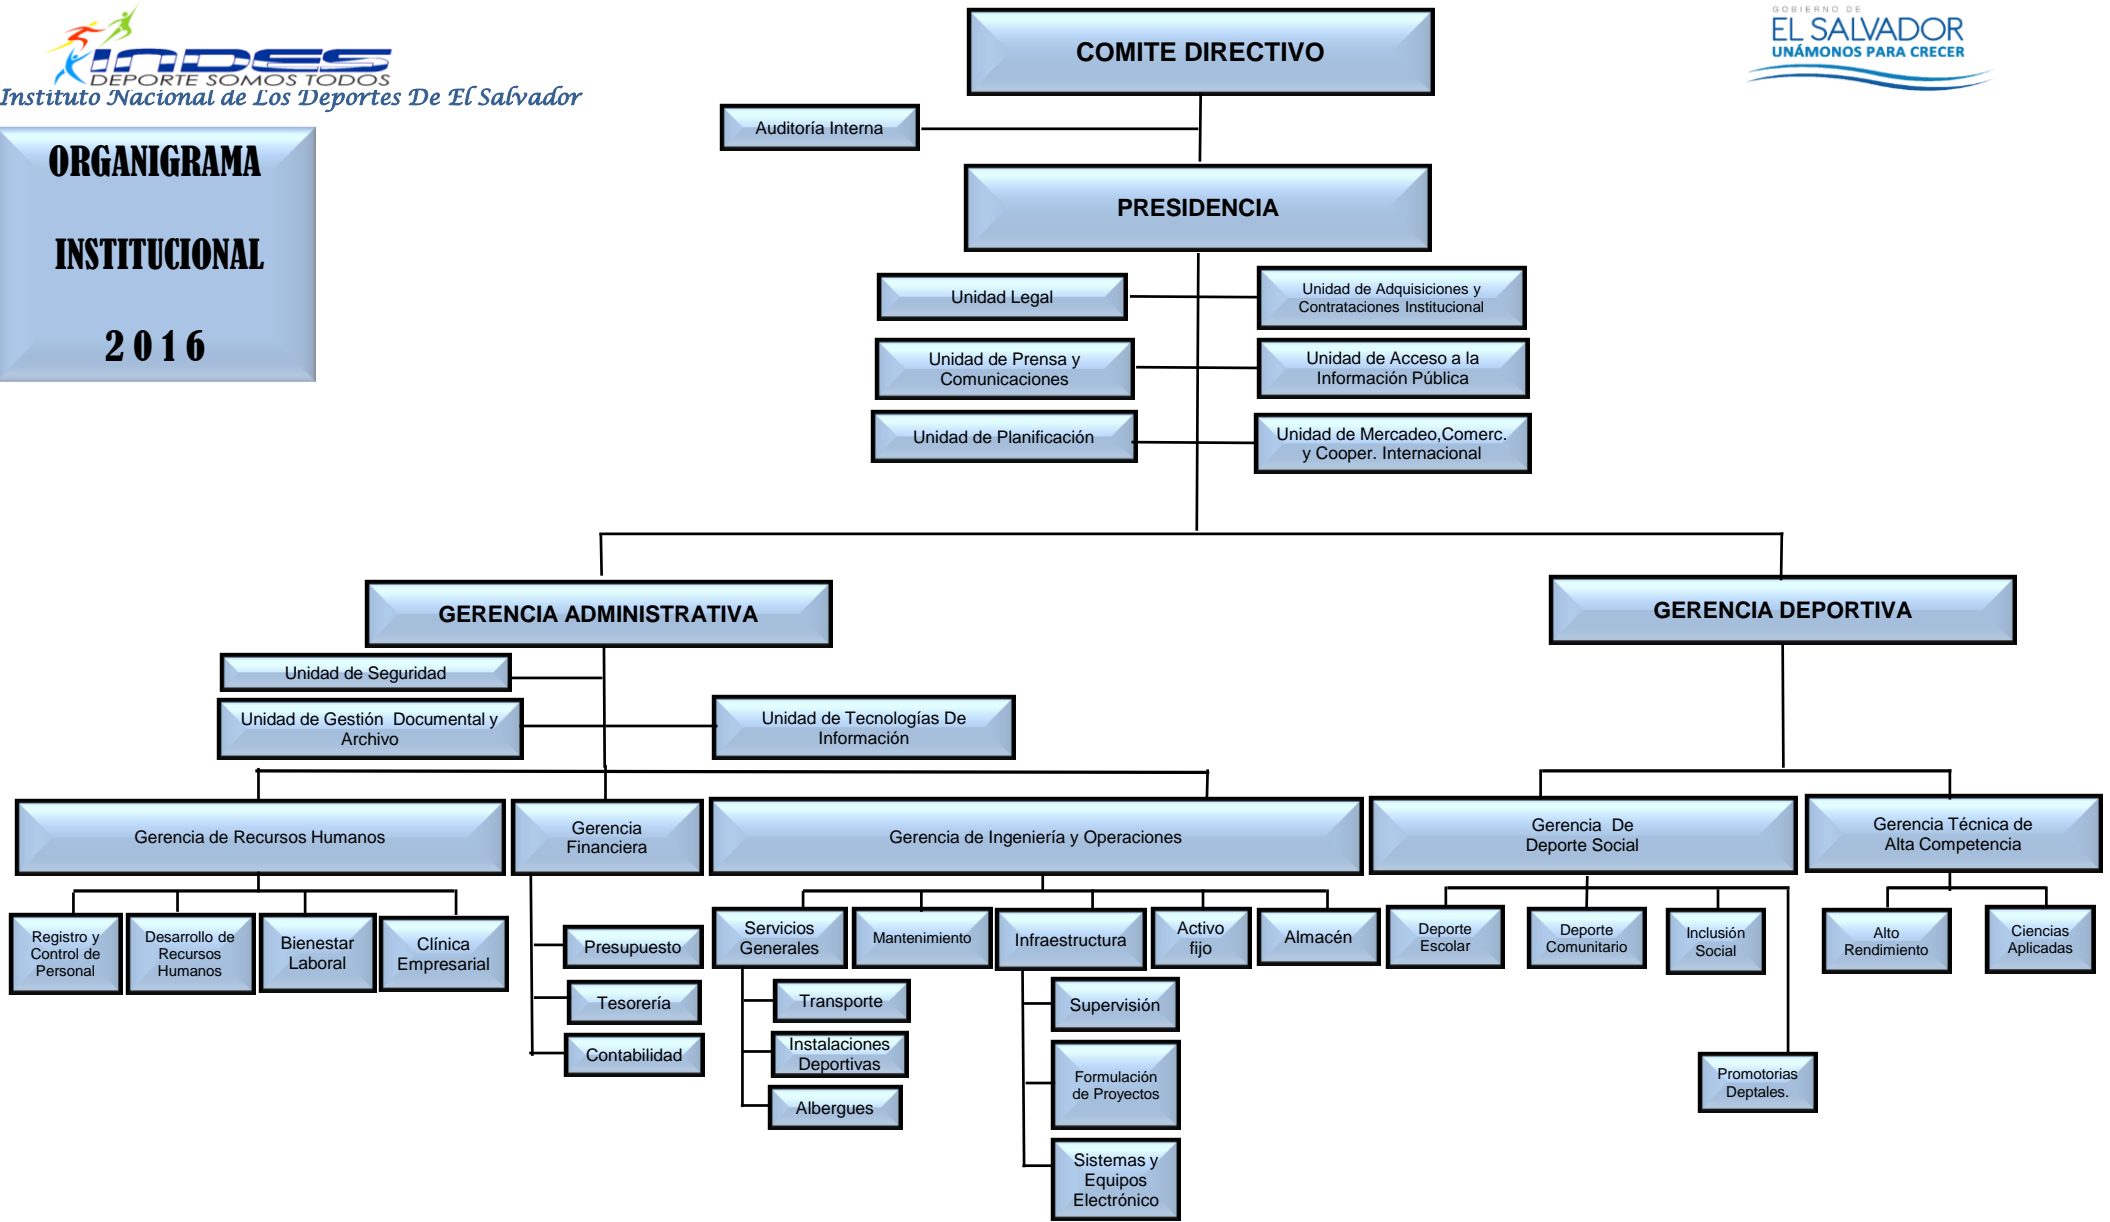 INDES
DEPORTE SOMOS TODOS
Instituto Nacional de Los Deportes De El Salvador
GOBIERNO DE
EL SALVADOR
UNÁMONOS PARA CRECER
ORGANIGRAMA
INSTITUCIONAL
2016
COMITE DIRECTIVO
Auditoría Interna
PRESIDENCIA
Unidad Legal
Unidad de Adquisiciones y
Contrataciones Institucional
Unidad de Prensa y
Comunicaciones
Unidad de Acceso a la
Información Pública
Unidad de Planificación
Unidad de Mercadeo,Comerc.
y Cooper. Internacional
GERENCIA ADMINISTRATIVA
GERENCIA DEPORTIVA
Unidad de Seguridad
Unidad de Gestión Documental y
Archivo
Unidad de Tecnologías De
Información
Gerencia de Recursos Humanos
Gerencia
Financiera
Gerencia de Ingeniería y Operaciones
Gerencia De
Deporte Social
Gerencia Técnica de
Alta Competencia
Registro y
Control de
Personal
Desarrollo de
Recursos
Humanos
Bienestar
Laboral
Clínica
Empresarial
Presupuesto
Tesorería
Contabilidad
Servicios
Generales
Mantenimiento
Infraestructura
Activo
fijo
Almacén
Transporte
Instalaciones
Deportivas
Albergues
Supervisión
Formulación
de Proyectos
Sistemas y
Equipos
Electrónico
Deporte
Escolar
Deporte
Comunitario
Inclusión
Social
Promotorias
Deptales.
Alto
Rendimiento
Ciencias
Aplicadas